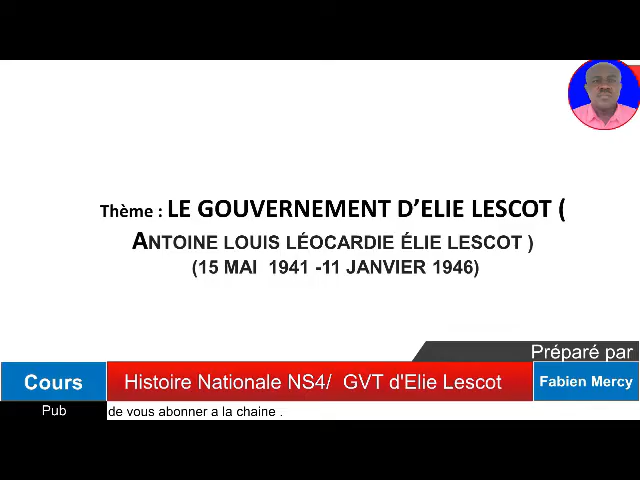 Thème : LE GOUVERNEMENT D’ELIE LESCOT (
ANTOINE LOUIS LÉOCARDIE ÉLIE LESCOT )
(15 MAI 1941 -11 JANVIER 1946)
Préparé par
Cours
Histoire Nationale NS4/ GVT d'Elie Lescot
Fabien Mercy
Pub
de vous abonner a la chaine .